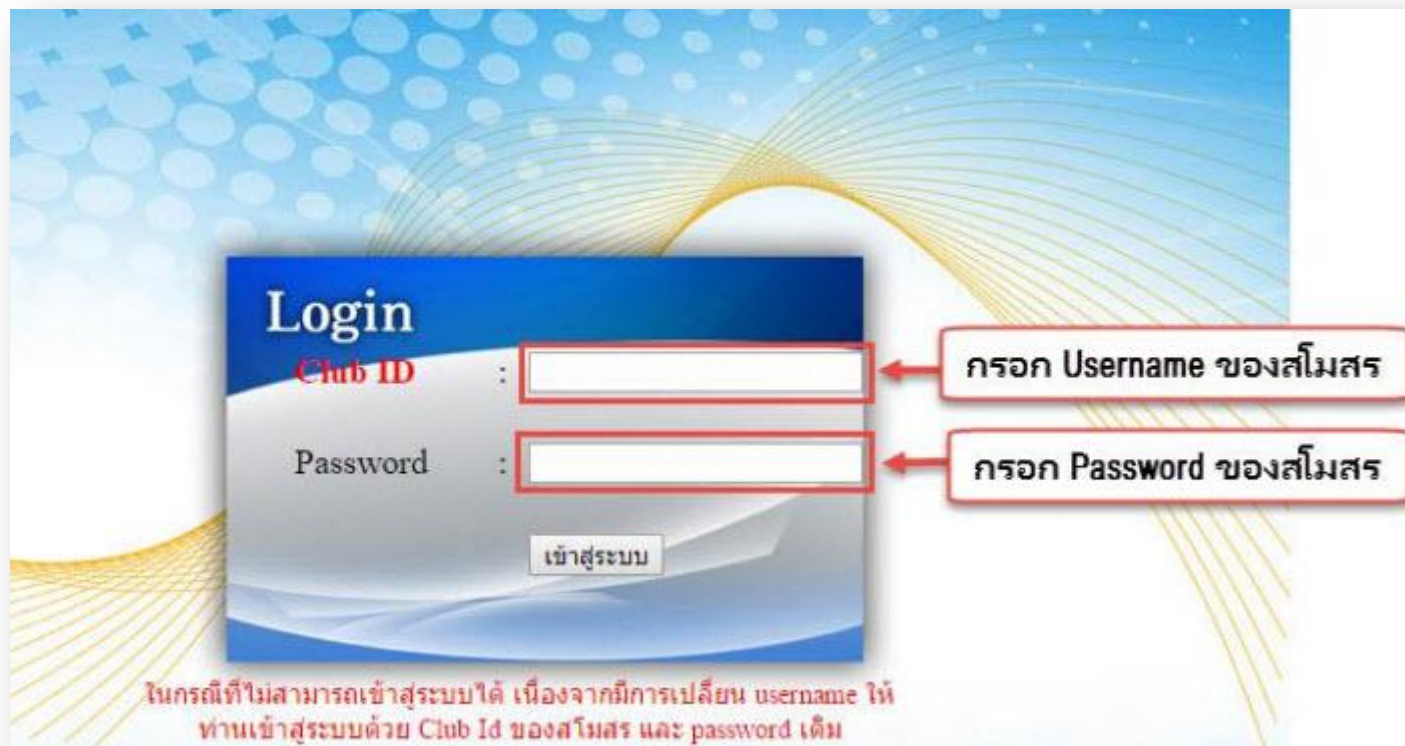 Login
Club ID :
กรอก Username ของสโมสร
Password :
กรอก Password ของสโมสร
เข้าสู่ระบบ
ในกรณีที่ไม่สามารถเข้าสู่ระบบได้ เนื่องจากมีการเปลี่ยน username ให้
ท่านเข้าสู่ระบบด้วย Club Id ของสโมสร และ password เดิม